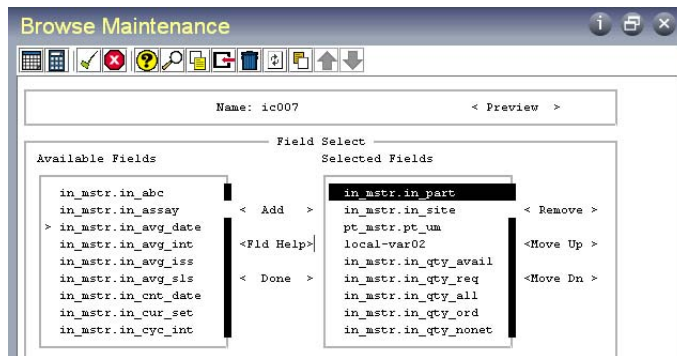 Browse Maintenance
Name: ic007 < Preview >
Field Select
Available Fields Selected Fields
in_mstr.in_abc in_mstr.in_part
in_mstr.in_assay < Add > in_mstr.in_site < Remove >
> in_mstr.in_avg_date pt_mstr.pt_um
in_mstr.in_avg_int <Fld Help> local-var02 <Move Up >
in_mstr.in_avg_iss in_mstr.in_qty_avail
in_mstr.in_avg_sls < Done > in_mstr.in_qty_req <Move Dn >
in_mstr.in_cnt_date in_mstr.in_qty_all
in_mstr.in_cur_set in_mstr.in_qty_ord
in_mstr.in_cyc_int in_mstr.in_qty_nonet